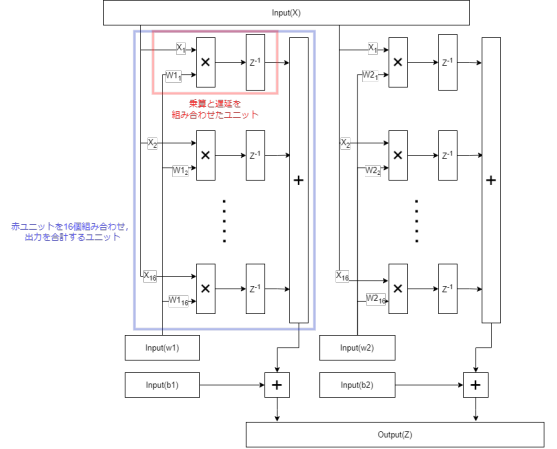 Input(X)
X1
W11
×
Z-1
X1
W21
×
Z-1
乗算と遅延を
組み合わせたユニット
X2
W12
×
Z-1
+
X2
W22
×
Z-1
+
赤ユニットを16個組み合わせ,
出力を合計するユニット
X16
W116
×
Z-1
X16
W216
×
Z-1
Input(w1)
Input(w2)
Input(b1)
+
Input(b2)
+
Output(Z)